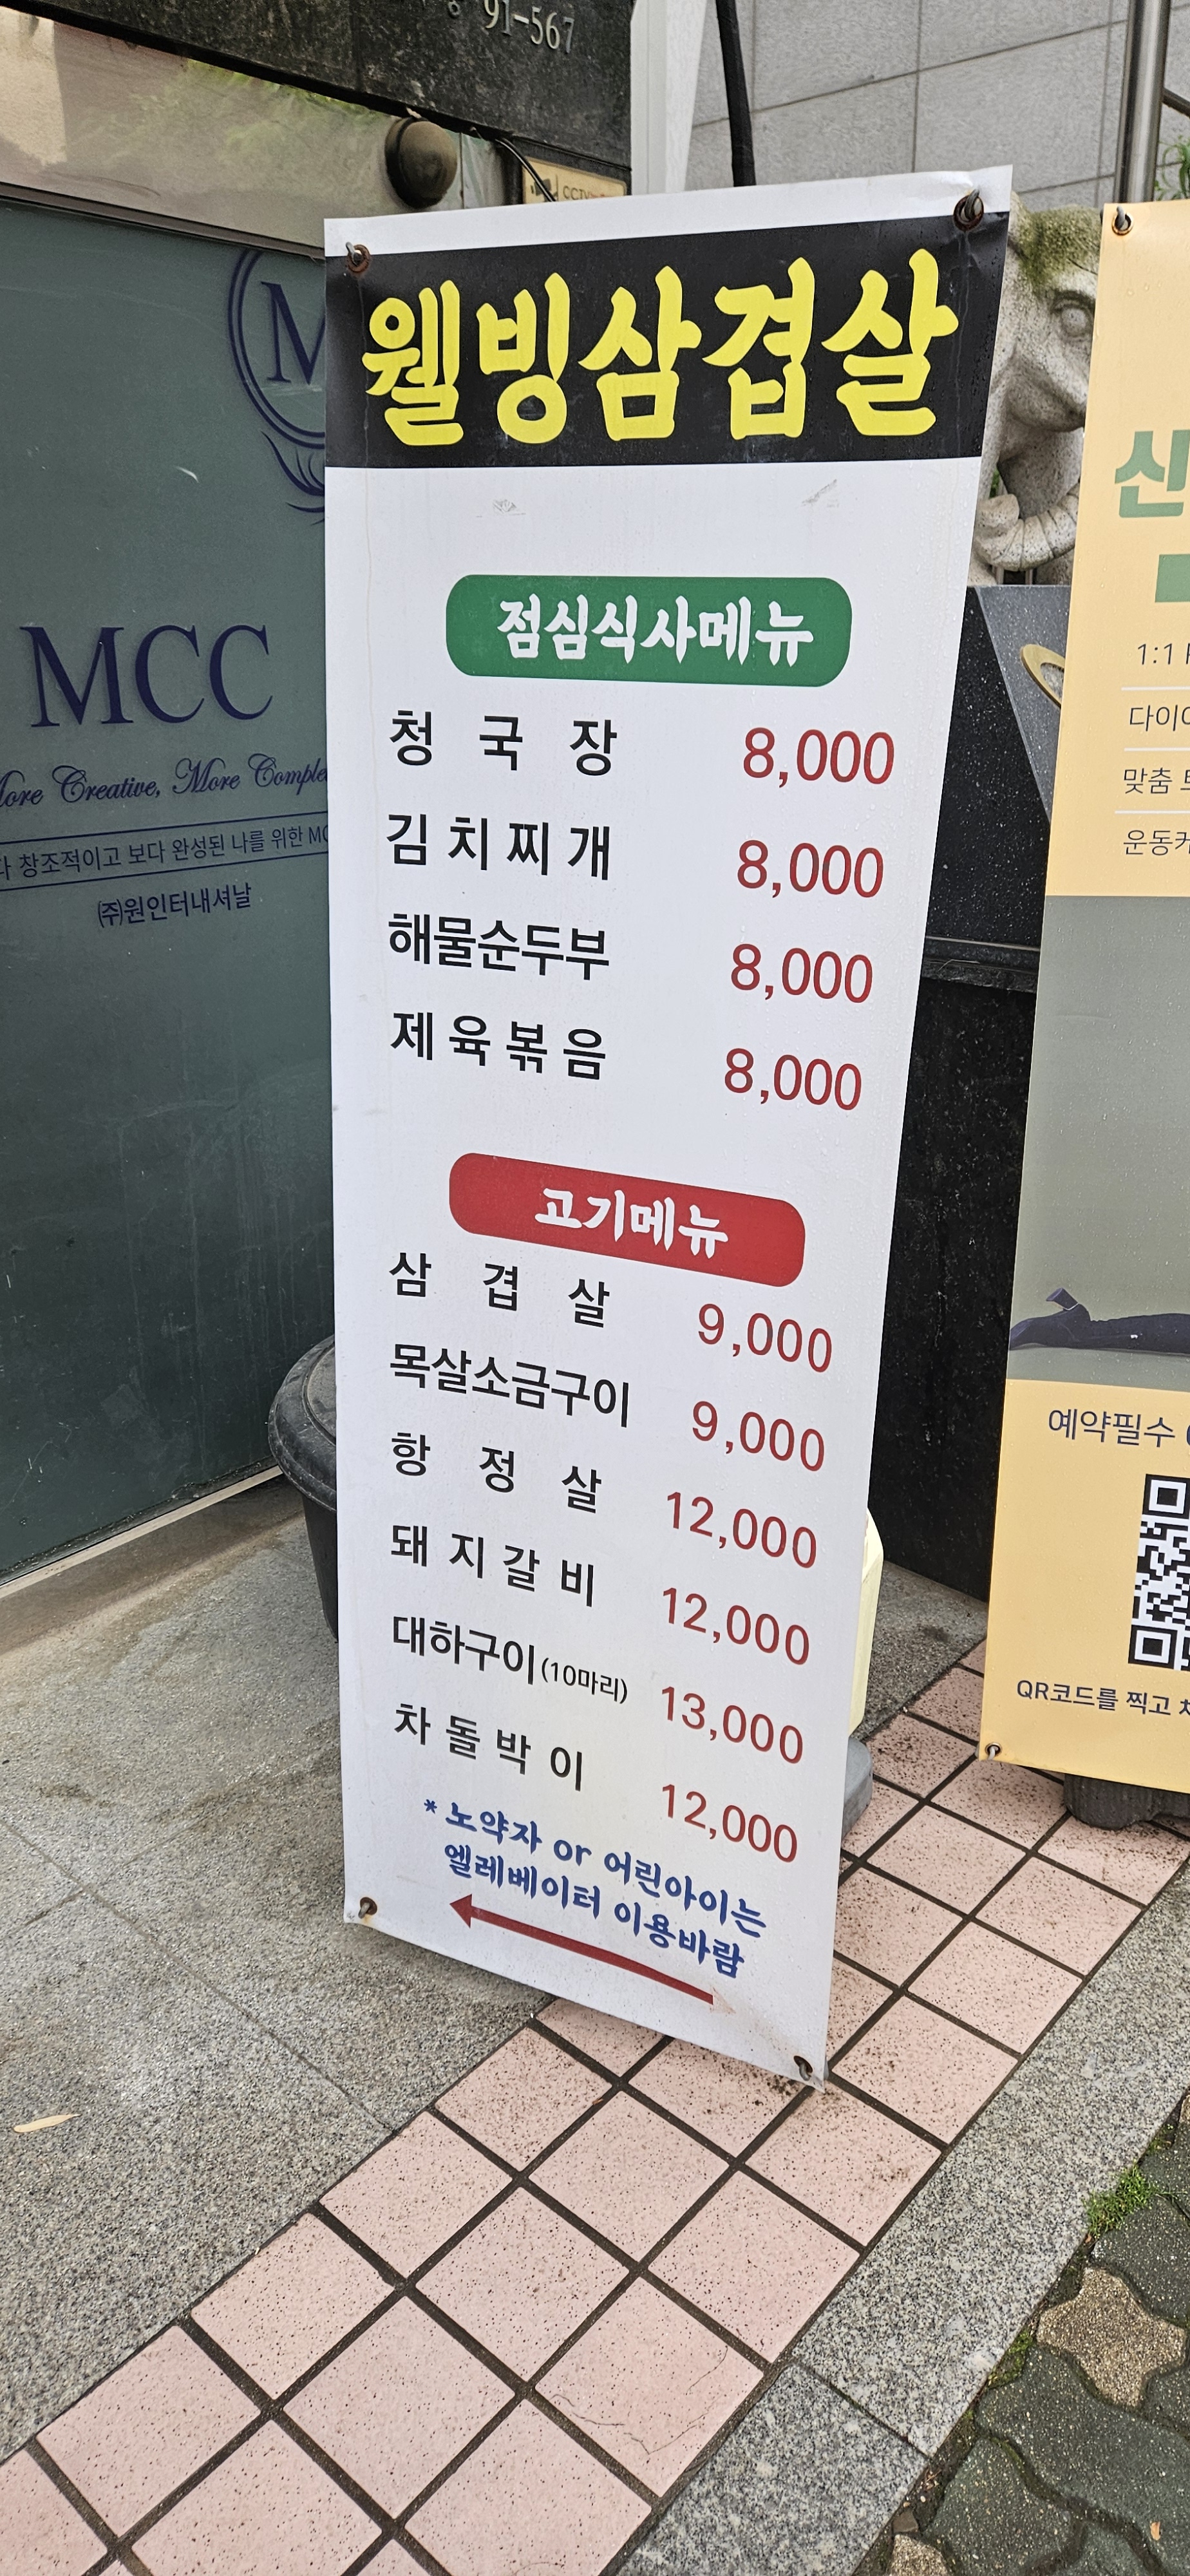 91-567
CCTV
웰빙삼겹살
점심식사메뉴
청국장 8,000
김치찌개 8,000
해물순두부 8,000
제육볶음 8,000
고기메뉴
삼겹살 9,000
목살소금구이 9,000
항정살 12,000
돼지갈비 12,000
대하구이(10마리) 13,000
차돌박이 12,000
* 노약자 or 어린아이는
엘레베이터 이용바람
M
MCC
More Creative, More
창조적이고 보다 완성된 나를 위한
㈜원인터내셔날
신
1:1
맞춤
예약필수
QR코드를 찍고